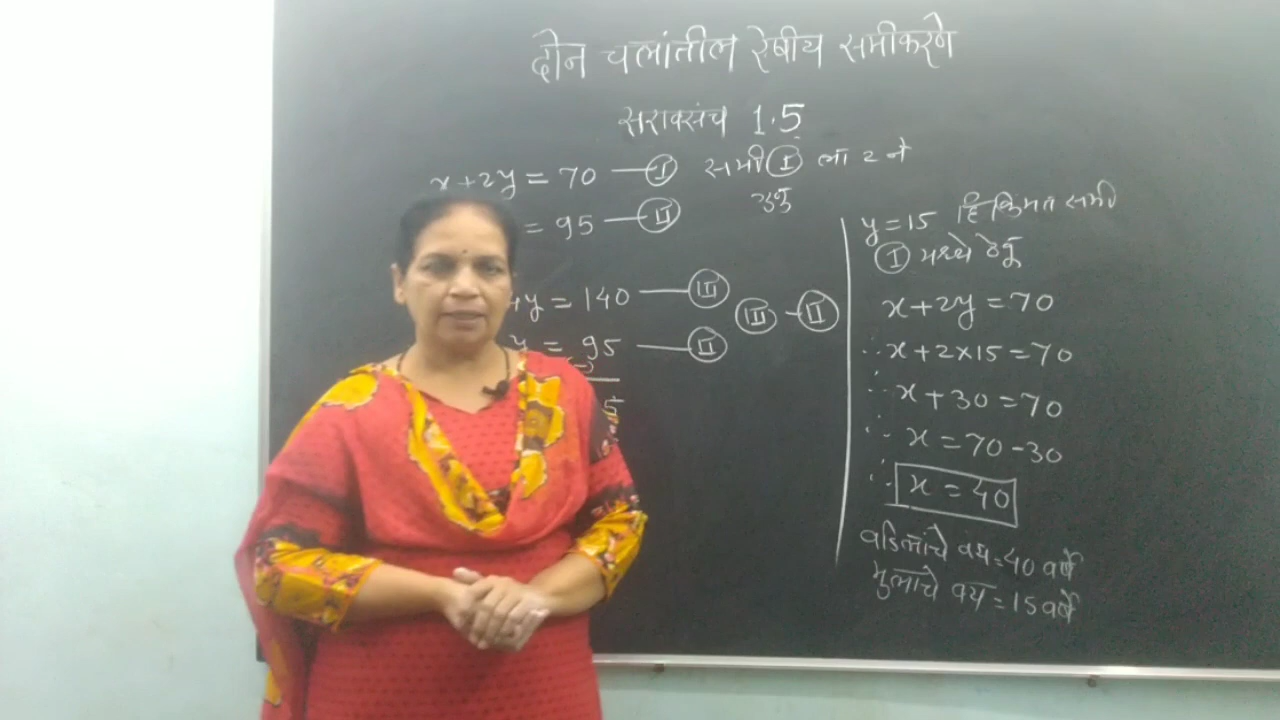 दोन चलांतील रेषीय समीकरणे
सरावसंच 1.5
x+2y = 70 — I समी I ला 2 ने
गुणू
= 95 — II
4y = 140 — III
III - II
y = 95 — II
5
y = 15 हि किंमत समी
I मध्ये ठेवू
x+2y = 70
∴ x+2×15 = 70
∴ x + 30 = 70
∴ x = 70-30
∴ x = 40
वडिलांचे वय = 40 वर्षे
मुलाचे वय = 15 वर्षे